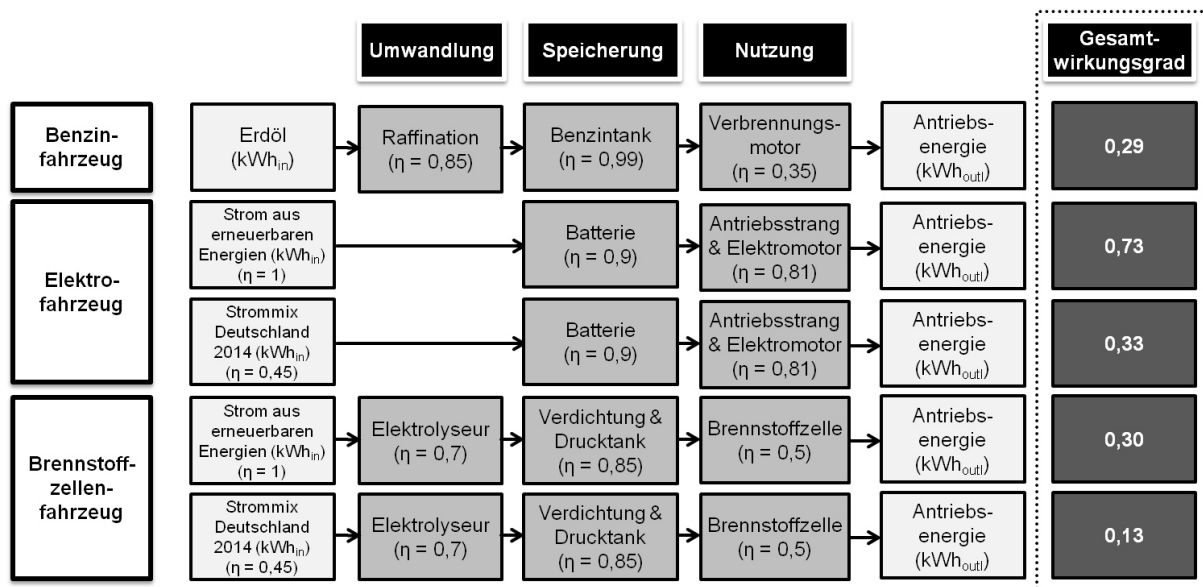 Umwandlung
Speicherung
Nutzung
Gesamt-
wirkungsgrad
Benzin-
fahrzeug
Erdöl
(kWhin)
Raffination
(η = 0,85)
Benzintank
(η = 0,99)
Verbrennungs-
motor
(η = 0,35)
Antriebs-
energie
(kWhoutl)
0,29
Elektro-
fahrzeug
Strom aus
erneuerbaren
Energien (kWhin)
(η = 1)
Batterie
(η = 0,9)
Antriebsstrang
& Elektromotor
(η = 0,81)
Antriebs-
energie
(kWhoutl)
0,73
Strommix
Deutschland
2014 (kWhin)
(η = 0,45)
Batterie
(η = 0,9)
Antriebsstrang
& Elektromotor
(η = 0,81)
Antriebs-
energie
(kWhoutl)
0,33
Brennstoff-
zellen-
fahrzeug
Strom aus
erneuerbaren
Energien (kWhin)
(η = 1)
Elektrolyseur
(η = 0,7)
Verdichtung &
Drucktank
(η = 0,85)
Brennstoffzelle
(η = 0,5)
Antriebs-
energie
(kWhoutl)
0,30
Strommix
Deutschland
2014 (kWhin)
(η = 0,45)
Elektrolyseur
(η = 0,7)
Verdichtung &
Drucktank
(η = 0,85)
Brennstoffzelle
(η = 0,5)
Antriebs-
energie
(kWhoutl)
0,13